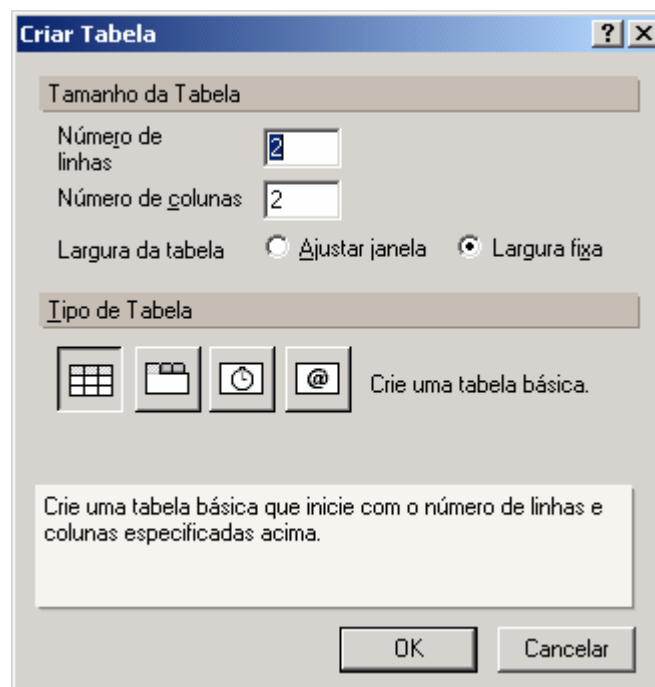 Criar Tabela
Tamanho da Tabela
Número de
linhas
2
Número de colunas
2
Largura da tabela
Ajustar janela
Largura fixa
Tipo de Tabela
@
Crie uma tabela básica.
Crie uma tabela básica que inicie com o número de linhas e
colunas especificadas acima.
OK
Cancelar